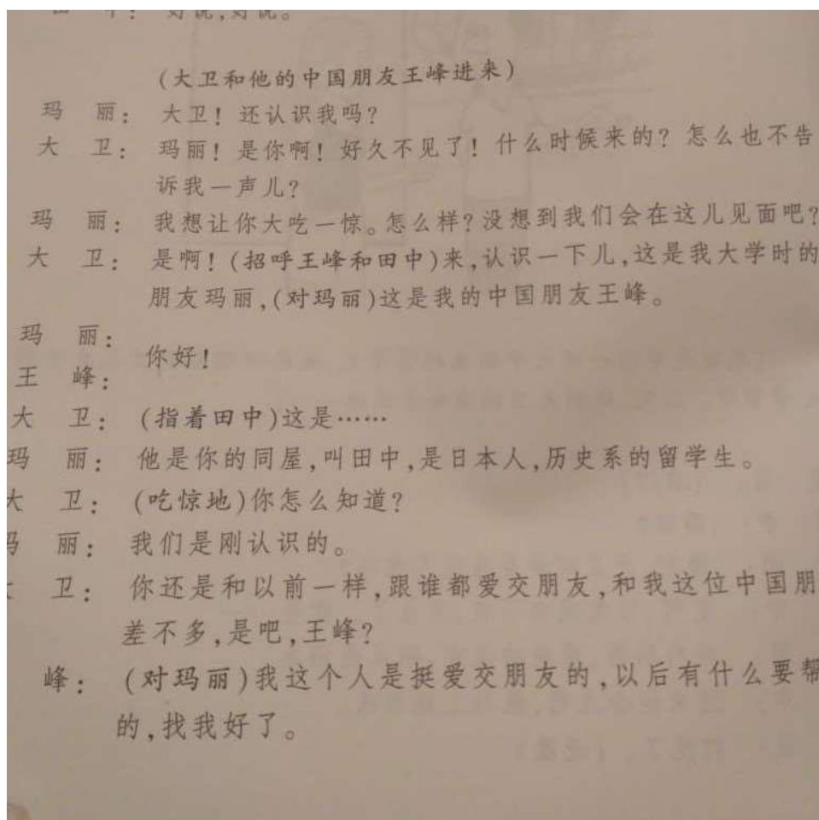 好说,好说。
(大卫和他的中国朋友王峰进来)
玛 丽: 大卫! 还认识我吗?
大 卫: 玛丽! 是你啊! 好久不见了! 什么时候来的? 怎么也不告
诉我一声儿?
玛 丽: 我想让你大吃一惊。怎么样? 没想到我们会在这儿见面吧?
大 卫: 是啊! (招呼王峰和田中)来,认识一下儿,这是我大学时的
朋友玛丽,(对玛丽)这是我的中国朋友王峰。
玛 丽:
你好!
王 峰:
大 卫: (指着田中)这是……
玛 丽: 他是你的同屋,叫田中,是日本人,历史系的留学生。
大 卫: (吃惊地)你怎么知道?
玛 丽: 我们是刚认识的。
卫: 你还是和以前一样,跟谁都爱交朋友,和我这位中国朋
差不多,是吧,王峰?
峰: (对玛丽)我这个人是挺爱交朋友的,以后有什么要帮
的,找我好了。